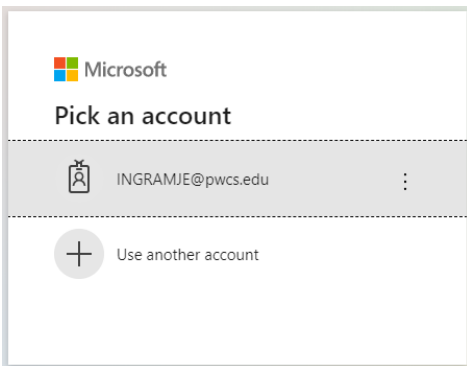 Microsoft
Pick an account
INGRAMJE@pwcs.edu
Use another account